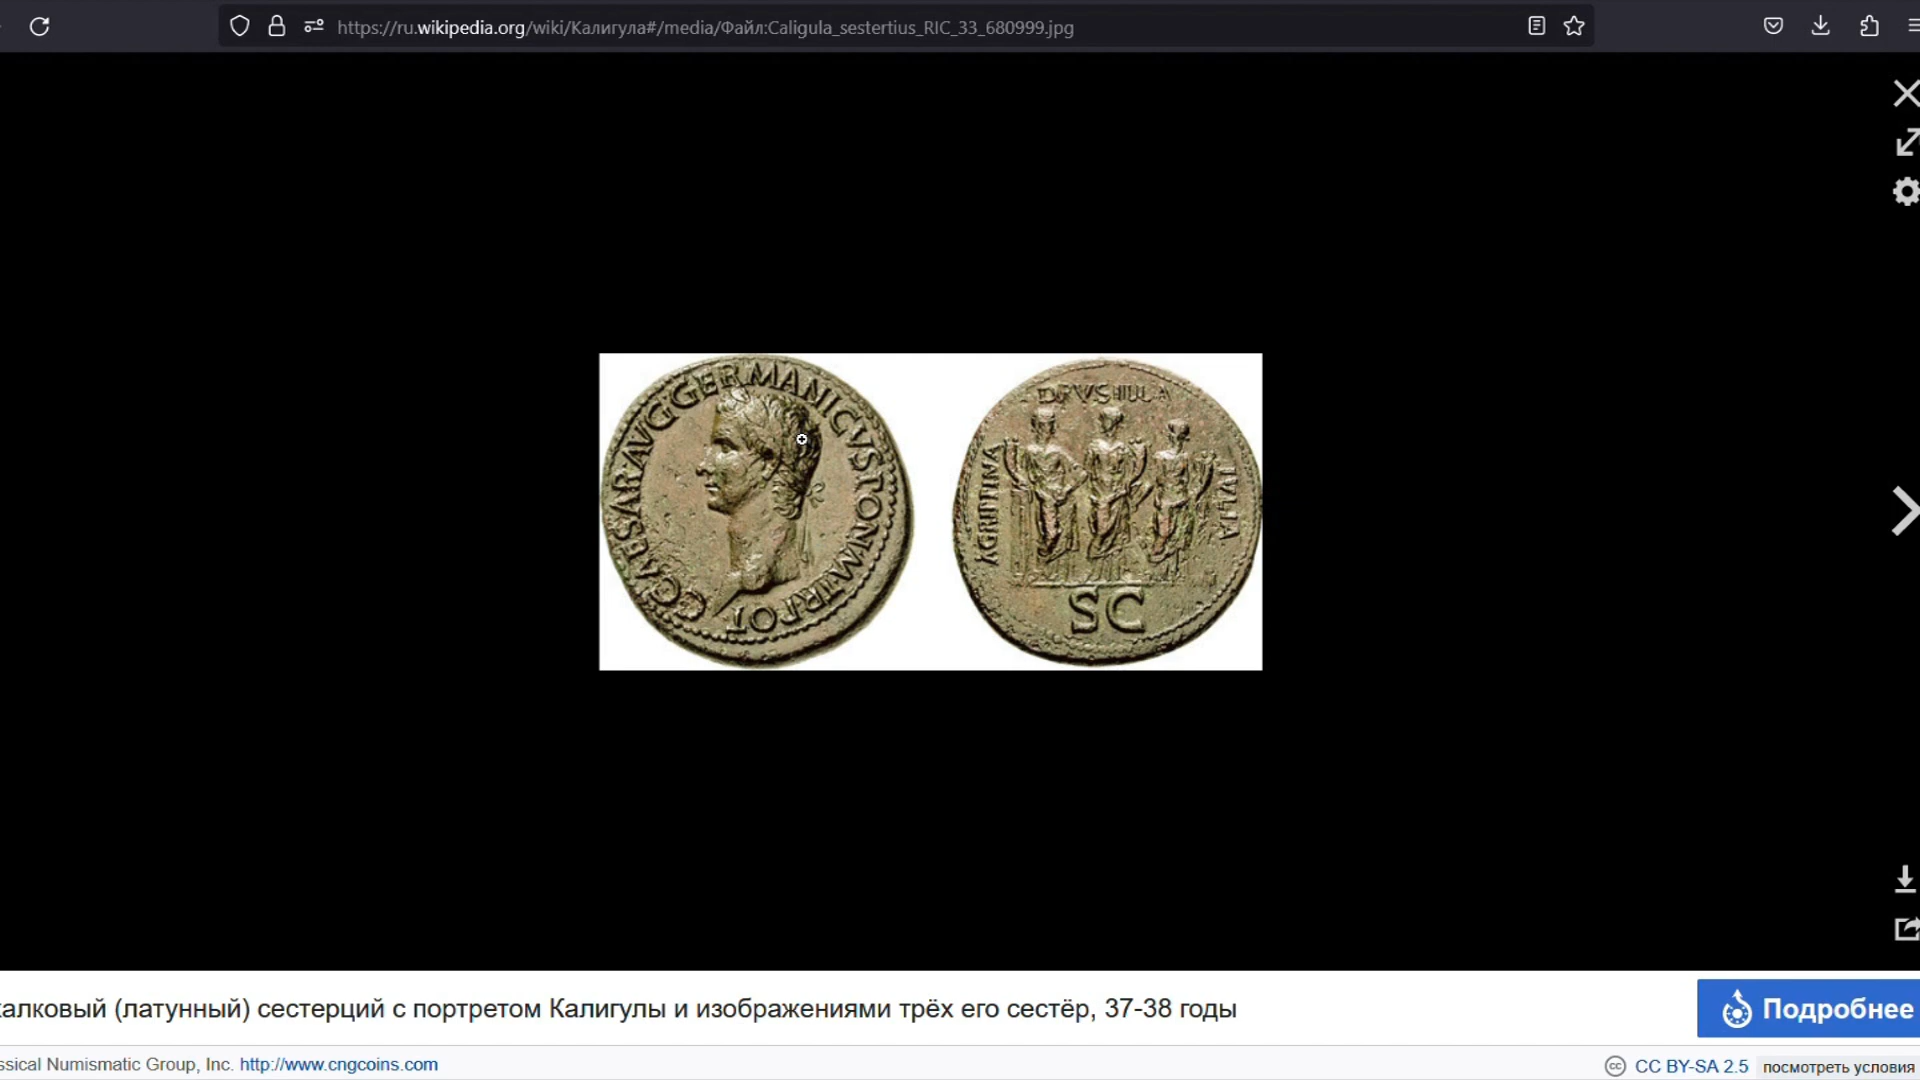 https://ru.wikipedia.org/wiki/Калигула#/media/Файл:Caligula_sestertius_RIC_33_680999.jpg
C CAESAR AVG GERMANICVS PON M TR POT
DRVSILLA
AGRIPPINA
IVLIA
SC
калковый (латунный) сестерций с портретом Калигулы и изображениями трёх его сестёр, 37-38 годы
Подробнее
ssical Numismatic Group, Inc. http://www.cngcoins.com
cc CC BY-SA 2.5 посмотреть условия